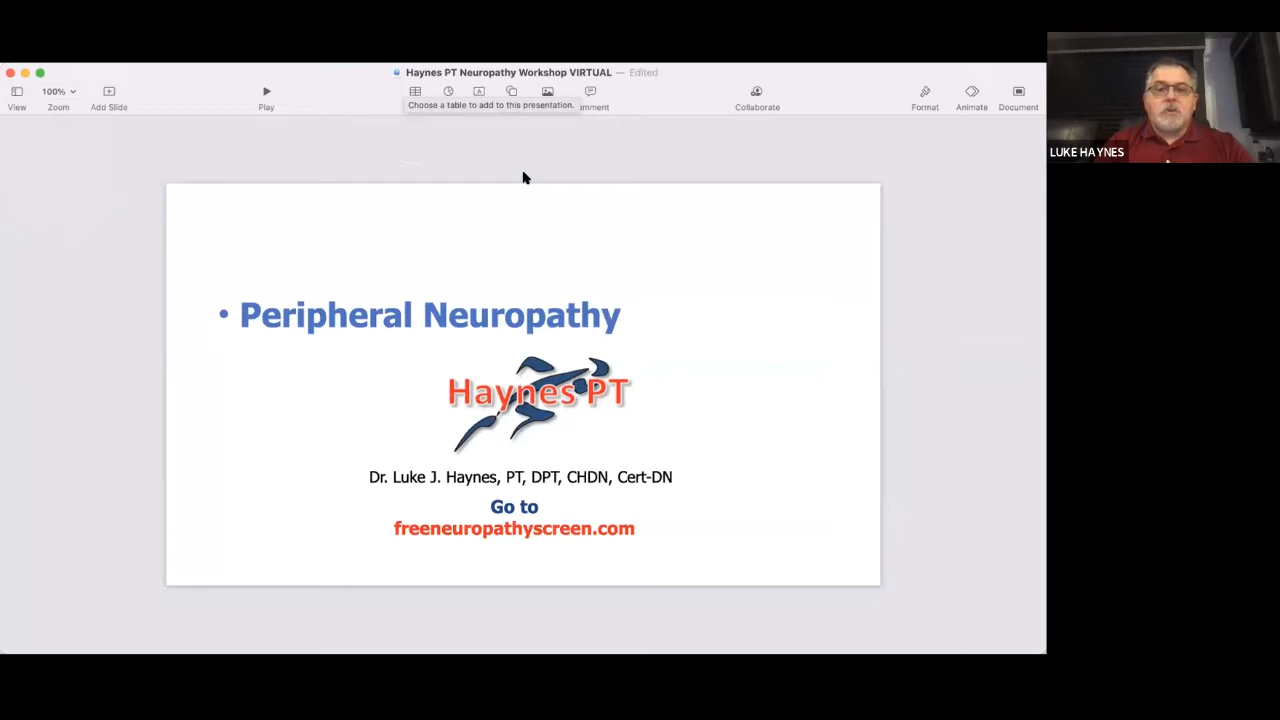 Haynes PT Neuropathy Workshop VIRTUAL — Edited
100%
View Zoom Add Slide Play Collaborate Format Animate Document
Choose a table to add to this presentation.
LUKE HAYNES
• Peripheral Neuropathy
Haynes PT
Dr. Luke J. Haynes, PT, DPT, CHDN, Cert-DN
Go to
freeneuropathyscreen.com